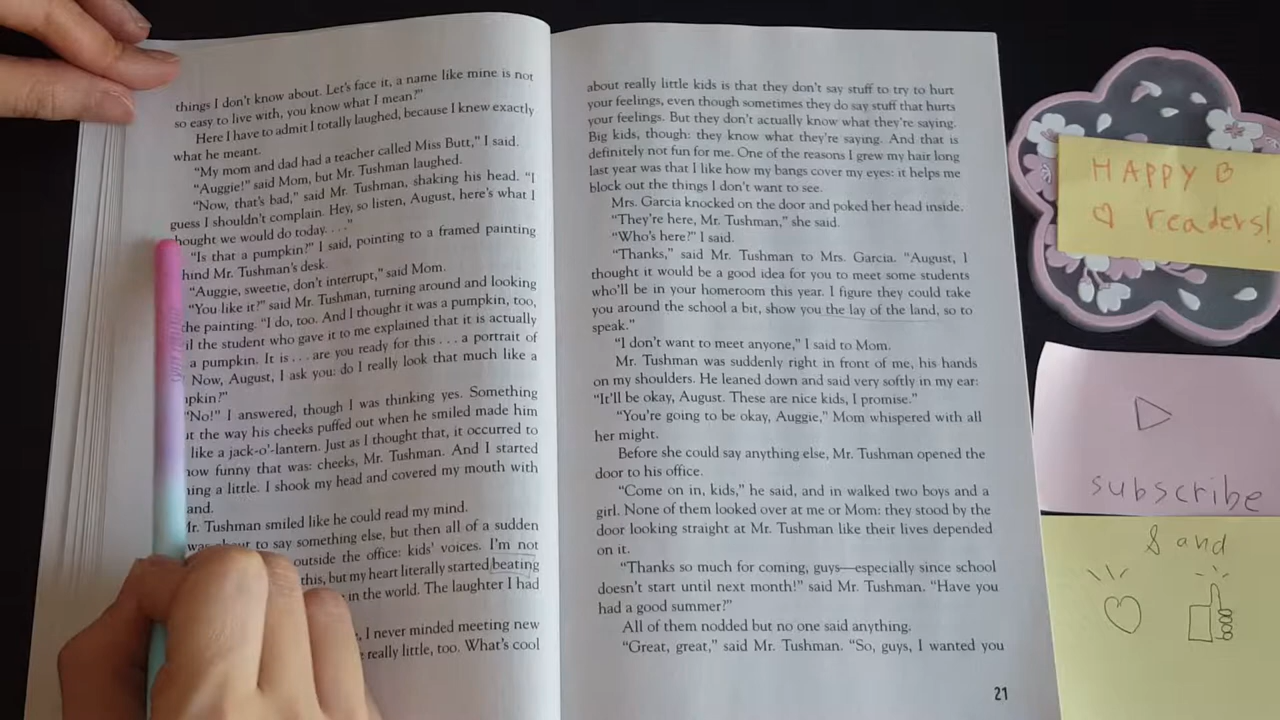 things I don't know about. Let's face it, a name like mine is not
so easy to live with, you know what I mean?"
Here I have to admit I totally laughed, because I knew exactly
what he meant.
"My mom and dad had a teacher called Miss Butt," I said.
"Auggie!" said Mom, but Mr. Tushman laughed.
"Now, that's bad," said Mr. Tushman, shaking his head. "I
guess I shouldn't complain. Hey, so listen, August, here's what I
hought we would do today. . . ."
"Is that a pumpkin?" I said, pointing to a framed painting
hind Mr. Tushman's desk.
"Auggie, sweetie, don't interrupt," said Mom.
"You like it?" said Mr. Tushman, turning around and looking
the painting. "I do, too. And I thought it was a pumpkin, too,
il the student who gave it to me explained that it is actually
a pumpkin. It is . . . are you ready for this . . . a portrait of
Now, August, I ask you: do I really look that much like a
pkin?"
"No!" I answered, though I was thinking yes. Something
t the way his cheeks puffed out when he smiled made him
like a jack-o'-lantern. Just as I thought that, it occurred to
now funny that was: cheeks, Mr. Tushman. And I started
ing a little. I shook my head and covered my mouth with
and.
Mr. Tushman smiled like he could read my mind.
was about to say something else, but then all of a sudden
outside the office: kids' voices. I'm not
this, but my heart literally started beating
in the world. The laughter I had
I never minded meeting new
really little, too. What's cool
about really little kids is that they don't say stuff to try to hurt
your feelings, even though sometimes they do say stuff that hurts
your feelings. But they don't actually know what they're saying.
Big kids, though: they know what they're saying. And that is
definitely not fun for me. One of the reasons I grew my hair long
last year was that I like how my bangs cover my eyes: it helps me
block out the things I don't want to see.
Mrs. Garcia knocked on the door and poked her head inside.
"They're here, Mr. Tushman," she said.
"Who's here?" I said.
"Thanks," said Mr. Tushman to Mrs. Garcia. "August, I
thought it would be a good idea for you to meet some students
who'll be in your homeroom this year. I figure they could take
you around the school a bit, show you the lay of the land, so to
speak."
"I don't want to meet anyone," I said to Mom.
Mr. Tushman was suddenly right in front of me, his hands
on my shoulders. He leaned down and said very softly in my ear:
"It'll be okay, August. These are nice kids, I promise."
"You're going to be okay, Auggie," Mom whispered with all
her might.
Before she could say anything else, Mr. Tushman opened the
door to his office.
"Come on in, kids," he said, and in walked two boys and a
girl. None of them looked over at me or Mom: they stood by the
door looking straight at Mr. Tushman like their lives depended
on it.
"Thanks so much for coming, guys—especially since school
doesn't start until next month!" said Mr. Tushman. "Have you
had a good summer?"
All of them nodded but no one said anything.
"Great, great," said Mr. Tushman. "So, guys, I wanted you
21
HAPPY B
readers!
subscribe
& and